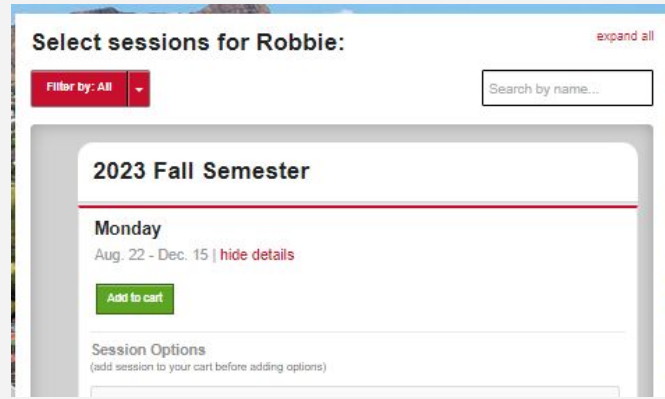 Select sessions for Robbie:
expand all
Filter by: All
Search by name...
2023 Fall Semester
Monday
Aug. 22 - Dec. 15 | hide details
Add to cart
Session Options
(add session to your cart before adding options)